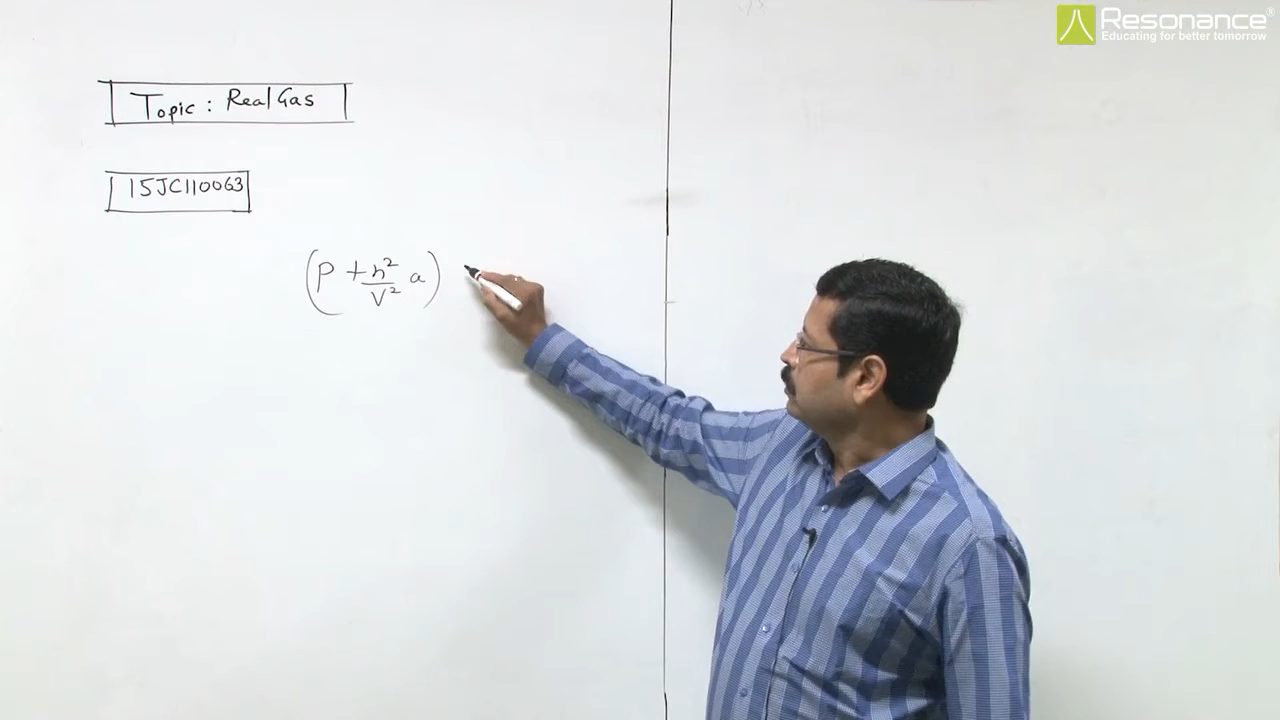 Resonance®
Educating for better tomorrow
Topic : Real Gas
15JC110063
(P + n²/V² a)